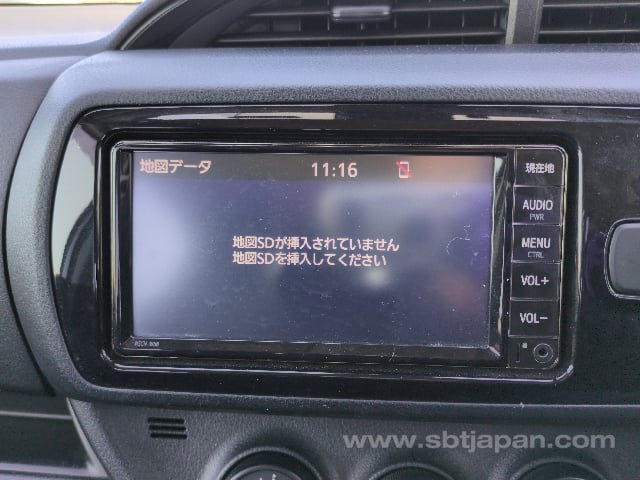 地図データ 11:16
地図SDが挿入されていません
地図SDを挿入してください
現在地
AUDIO
PWR
MENU
CTRL
VOL+
VOL-
www.sbtjapan.com